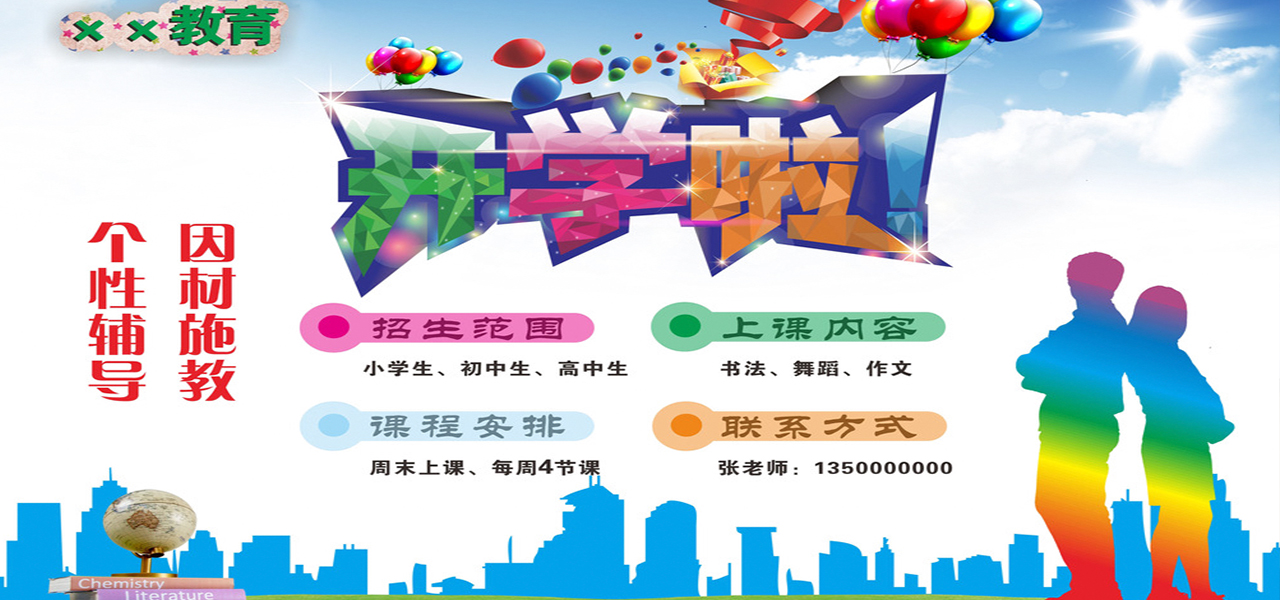 ××教育
开学啦!
因材施教
个性辅导
招生范围
小学生、初中生、高中生
上课内容
书法、舞蹈、作文
课程安排
周末上课、每周4节课
联系方式
张老师：1350000000
Chemistry
Literature